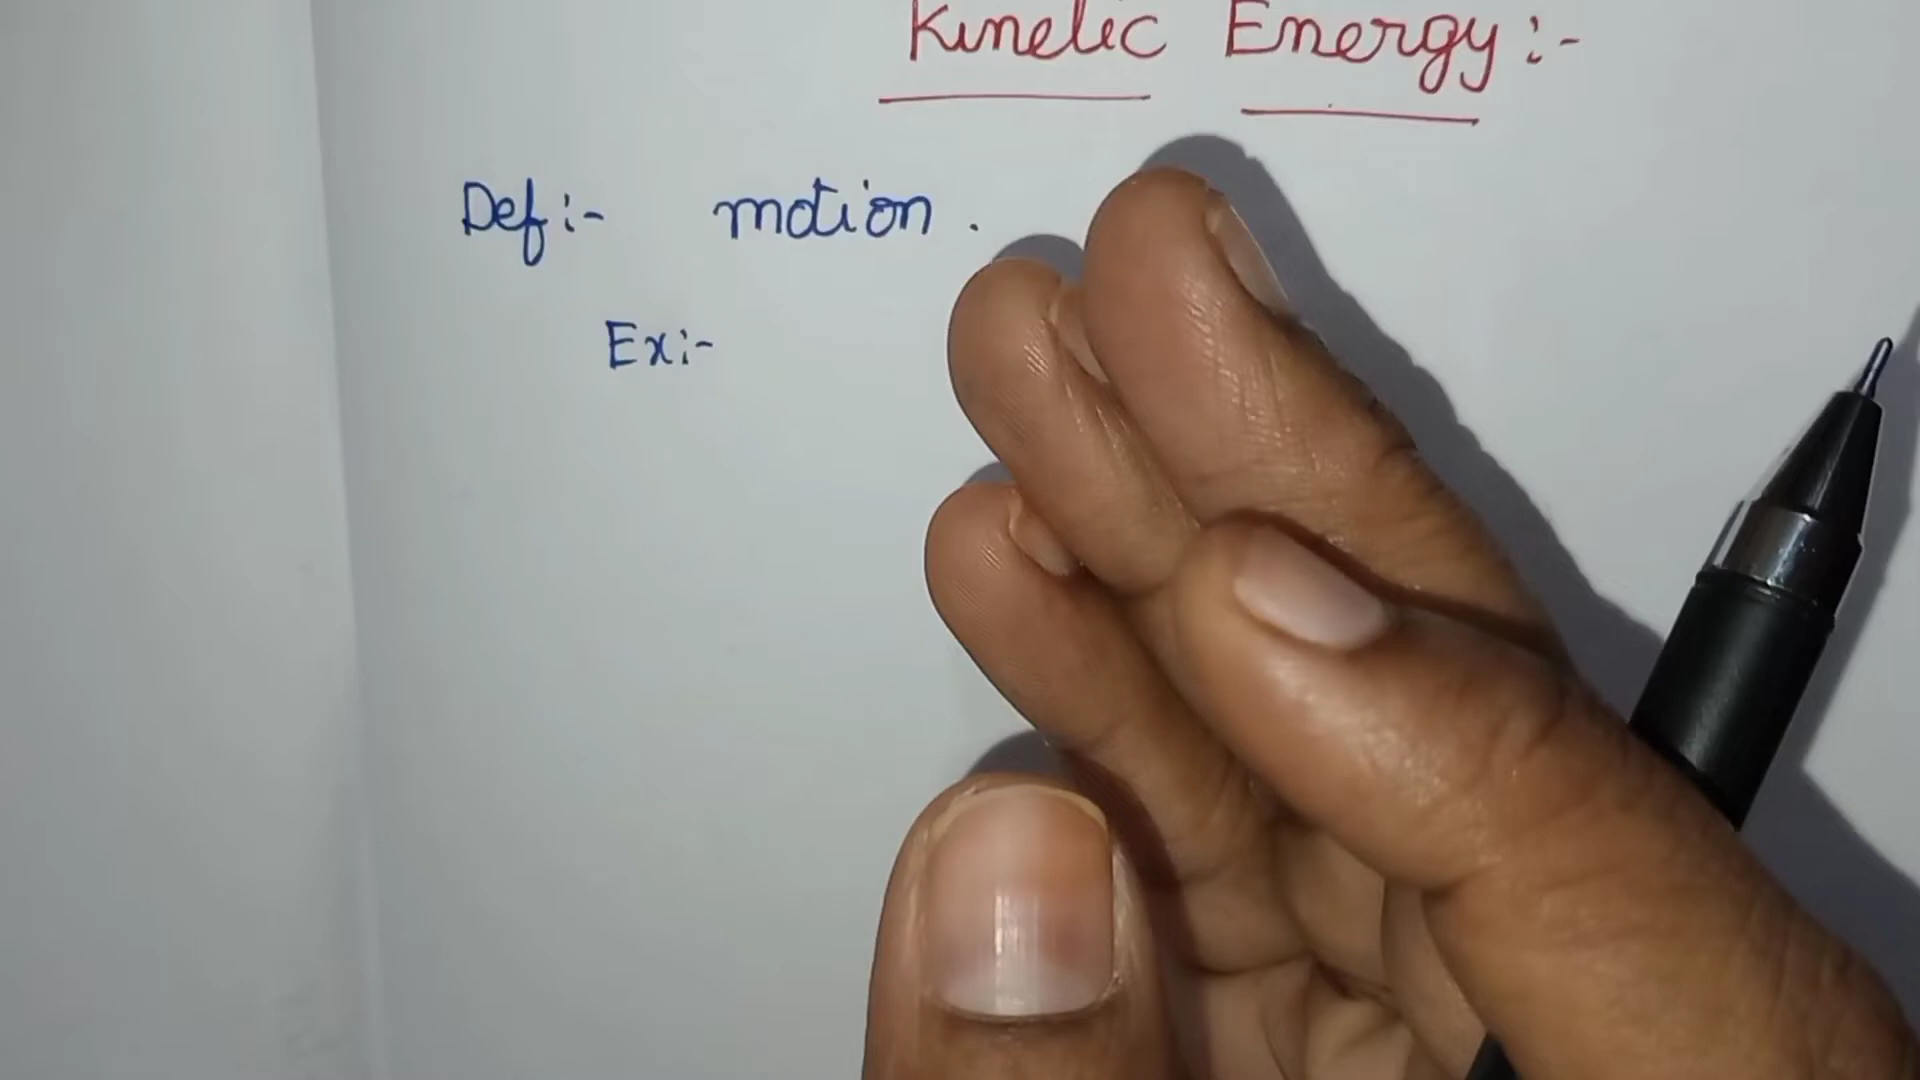 Kinetic Energy :-
Def :- motion .
Ex :-